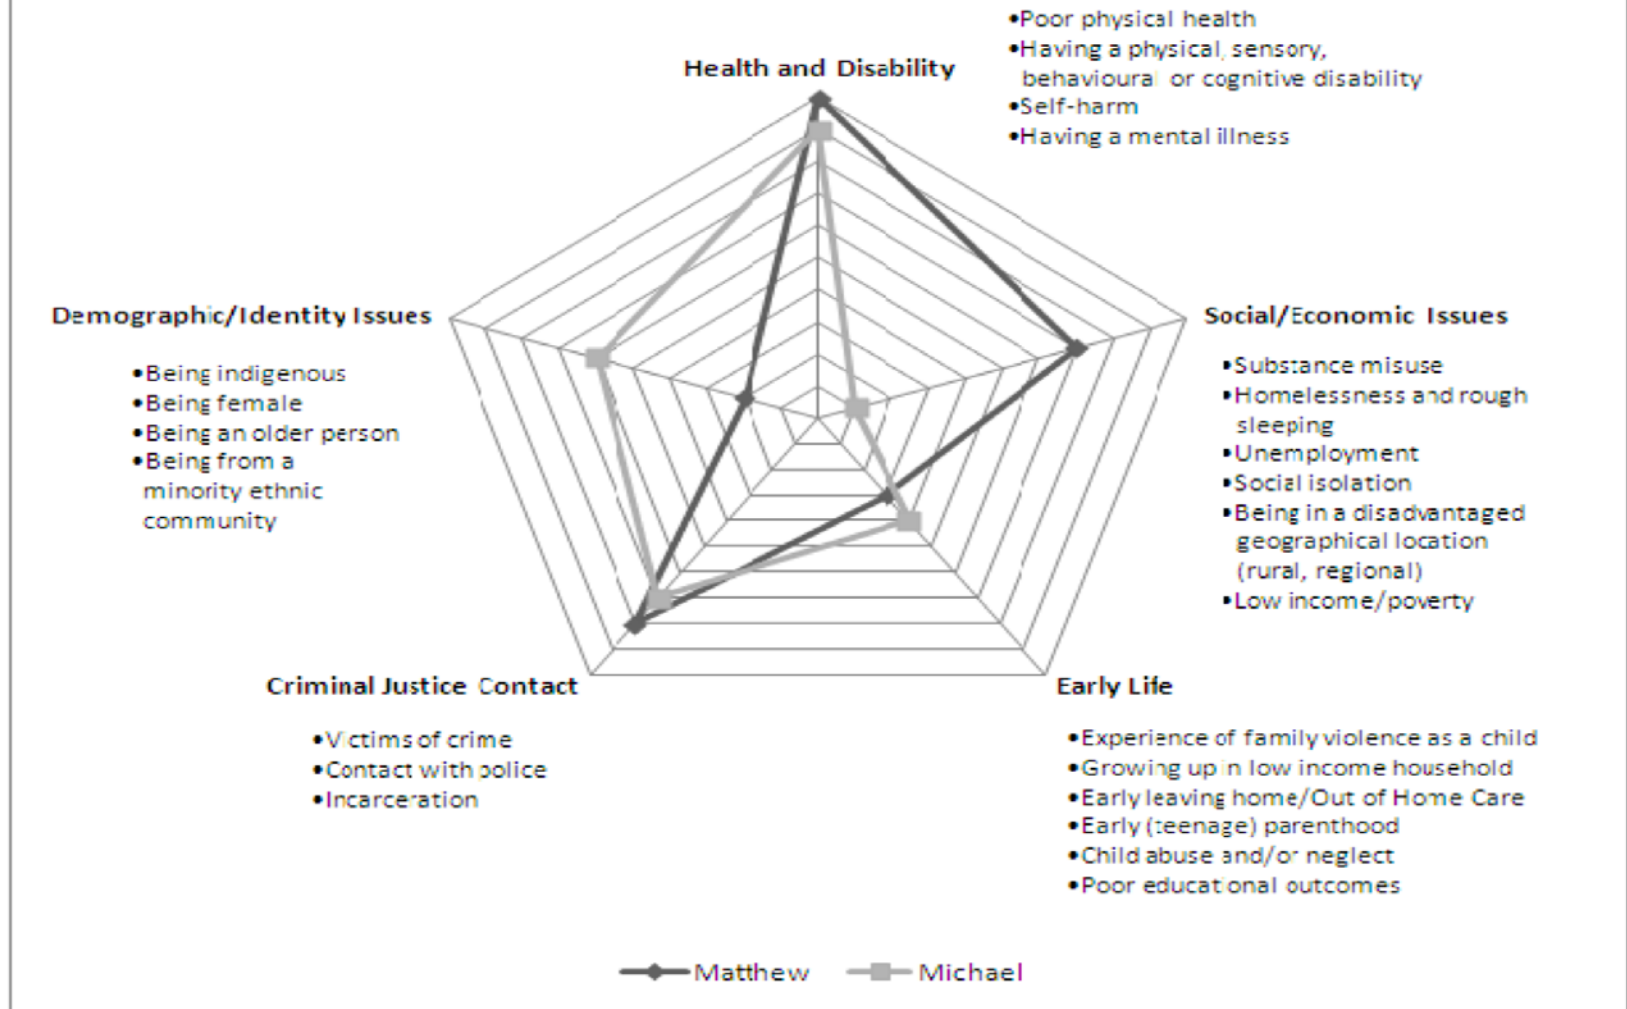 •Poor physical health
•Having a physical, sensory,
behavioural or cognitive disability
•Self-harm
•Having a mental illness
Health and Disability
Demographic/Identity Issues
•Being indigenous
•Being female
•Being an older person
•Being from a
minority ethnic
community
Social/Economic Issues
•Substance misuse
•Homelessness and rough
sleeping
•Unemployment
•Social isolation
•Being in a disadvantaged
geographical location
(rural, regional)
•Low income/poverty
Criminal Justice Contact
•Victims of crime
•Contact with police
•Incarceration
Early Life
•Experience of family violence as a child
•Growing up in low income household
•Early leaving home/Out of Home Care
•Early (teenage) parenthood
•Child abuse and/or neglect
•Poor educational outcomes
Matthew
Michael